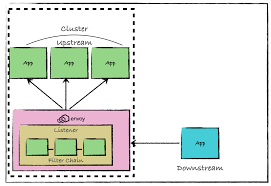 Cluster
Upstream
App App App
envoy
Listener
App
Filter Chain
Downstream